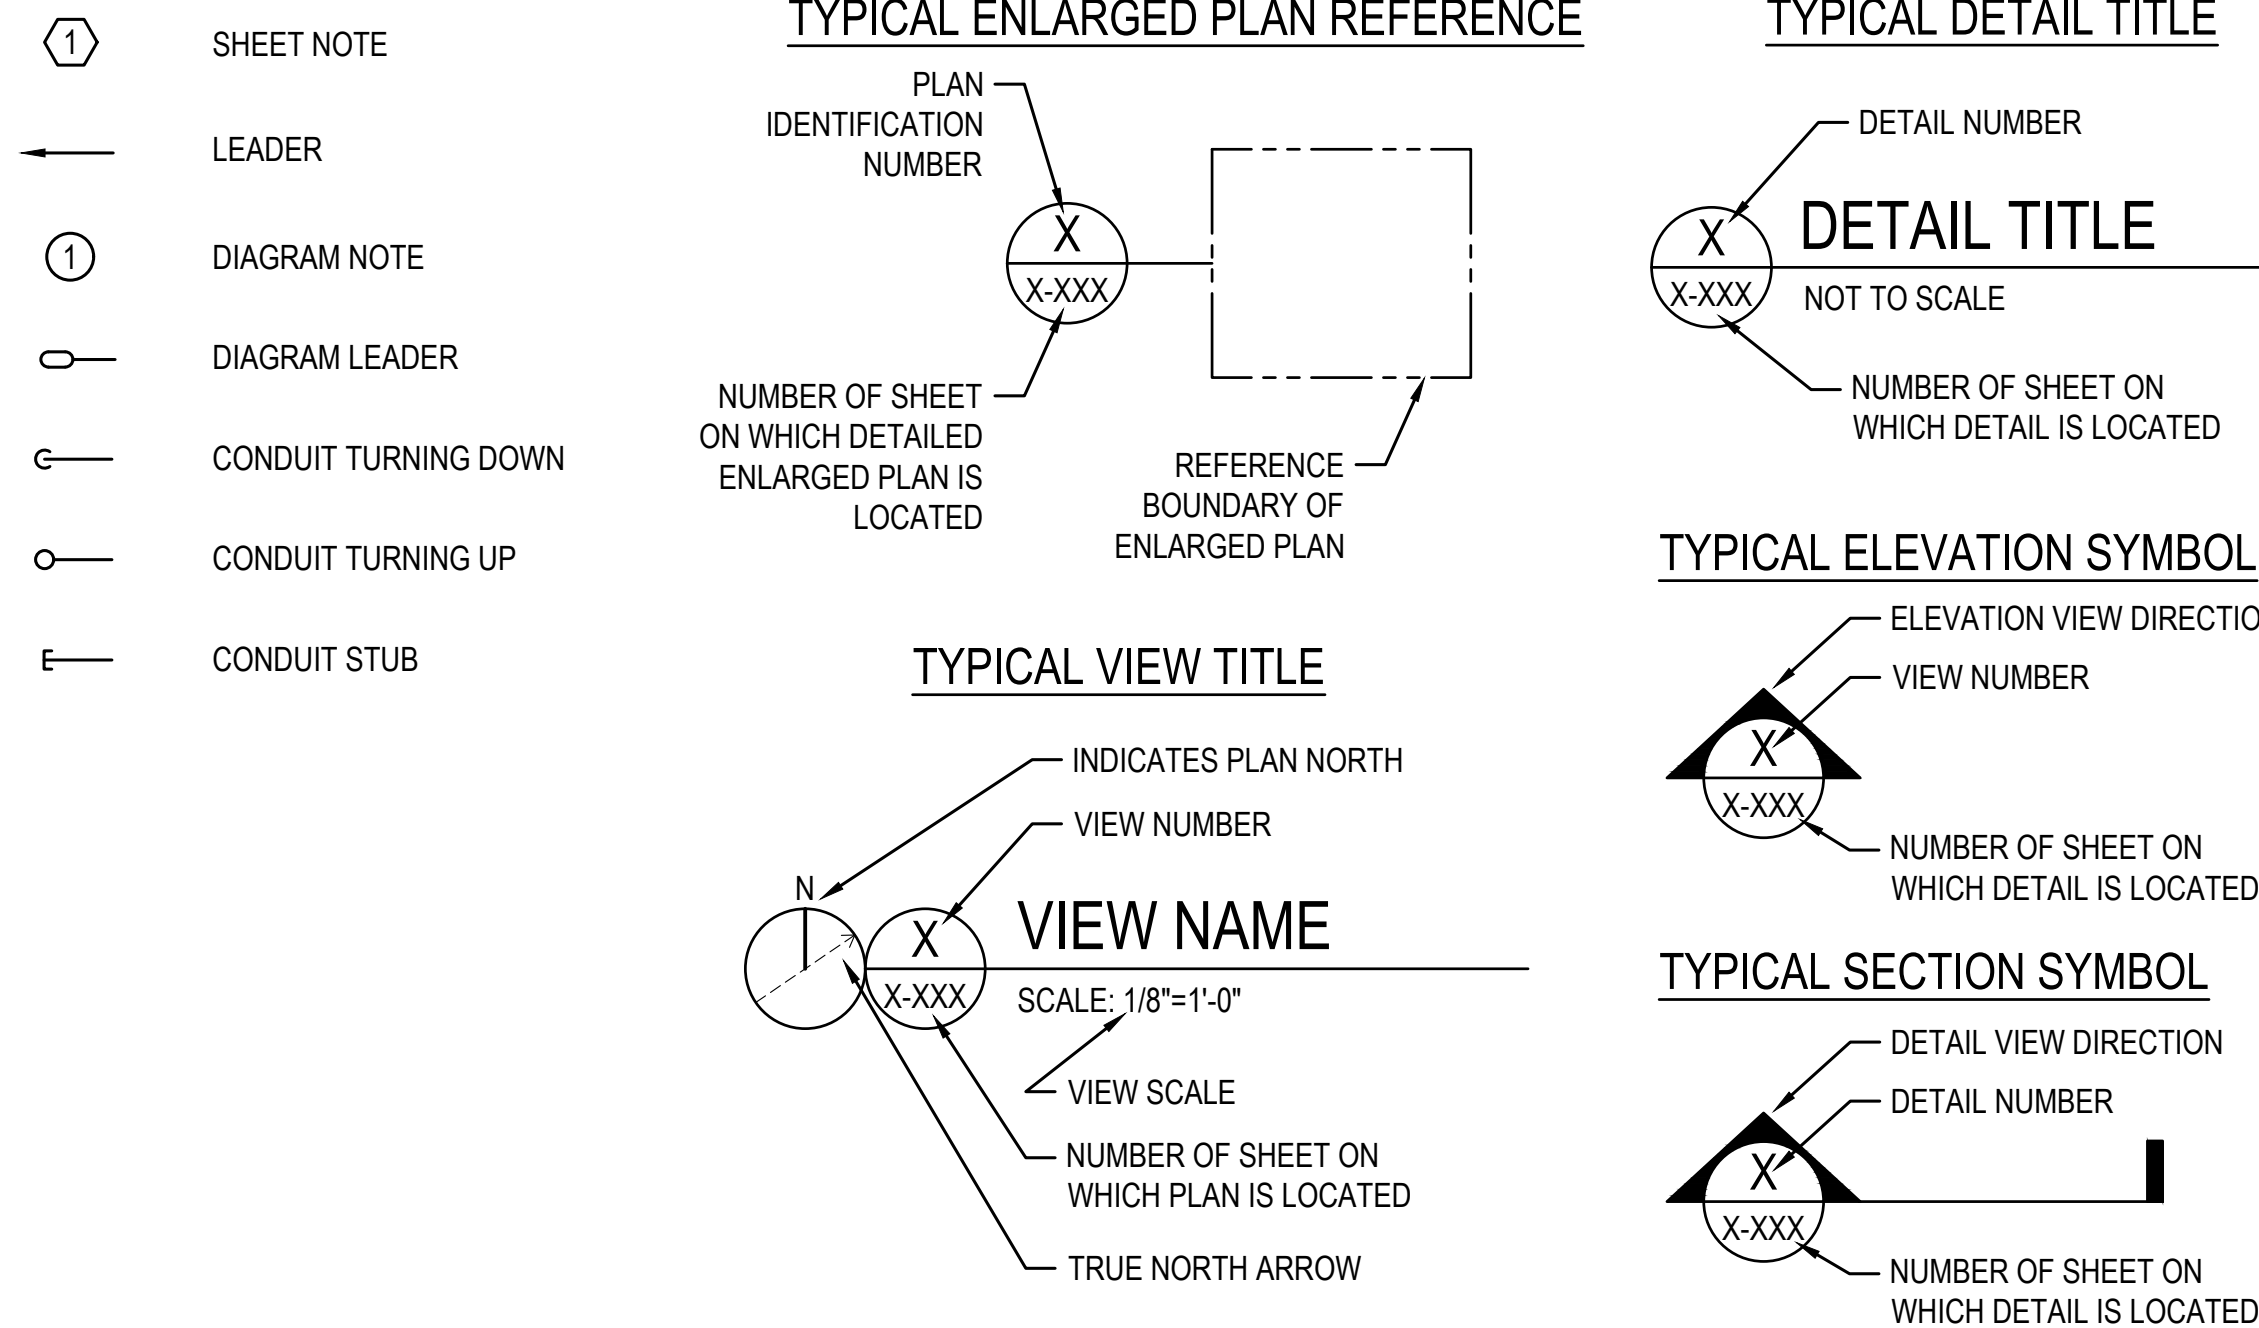 1
SHEET NOTE
LEADER
1
DIAGRAM NOTE
DIAGRAM LEADER
CONDUIT TURNING DOWN
CONDUIT TURNING UP
CONDUIT STUB
TYPICAL ENLARGED PLAN REFERENCE
PLAN
IDENTIFICATION
NUMBER
X
X-XXX
NUMBER OF SHEET
ON WHICH DETAILED
ENLARGED PLAN IS
LOCATED
REFERENCE
BOUNDARY OF
ENLARGED PLAN
TYPICAL VIEW TITLE
INDICATES PLAN NORTH
VIEW NUMBER
N
X
VIEW NAME
X-XXX
SCALE: 1/8"=1'-0"
VIEW SCALE
NUMBER OF SHEET ON
WHICH PLAN IS LOCATED
TRUE NORTH ARROW
TYPICAL DETAIL TITLE
DETAIL NUMBER
X
DETAIL TITLE
X-XXX
NOT TO SCALE
NUMBER OF SHEET ON
WHICH DETAIL IS LOCATED
TYPICAL ELEVATION SYMBOL
ELEVATION VIEW DIRECTIO
VIEW NUMBER
X
X-XXX
NUMBER OF SHEET ON
WHICH DETAIL IS LOCATED
TYPICAL SECTION SYMBOL
DETAIL VIEW DIRECTION
DETAIL NUMBER
X
X-XXX
NUMBER OF SHEET ON
WHICH DETAIL IS LOCATED